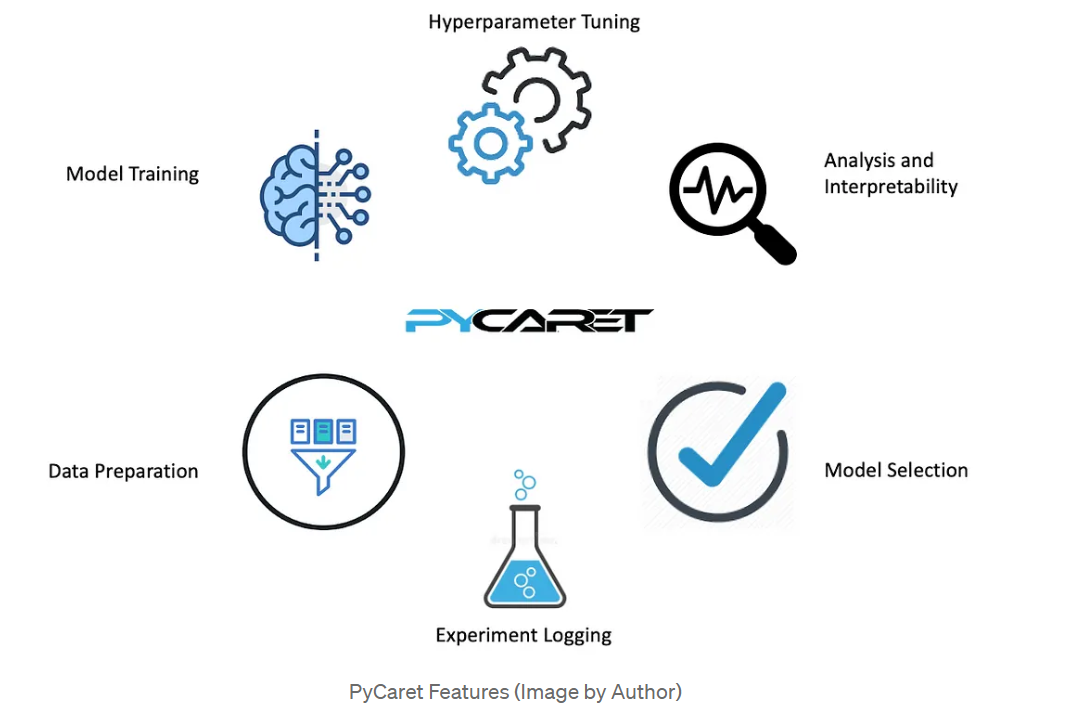 Hyperparameter Tuning
Model Training
Analysis and
Interpretability
PYCARET
Data Preparation
Model Selection
Experiment Logging
PyCaret Features (Image by Author)